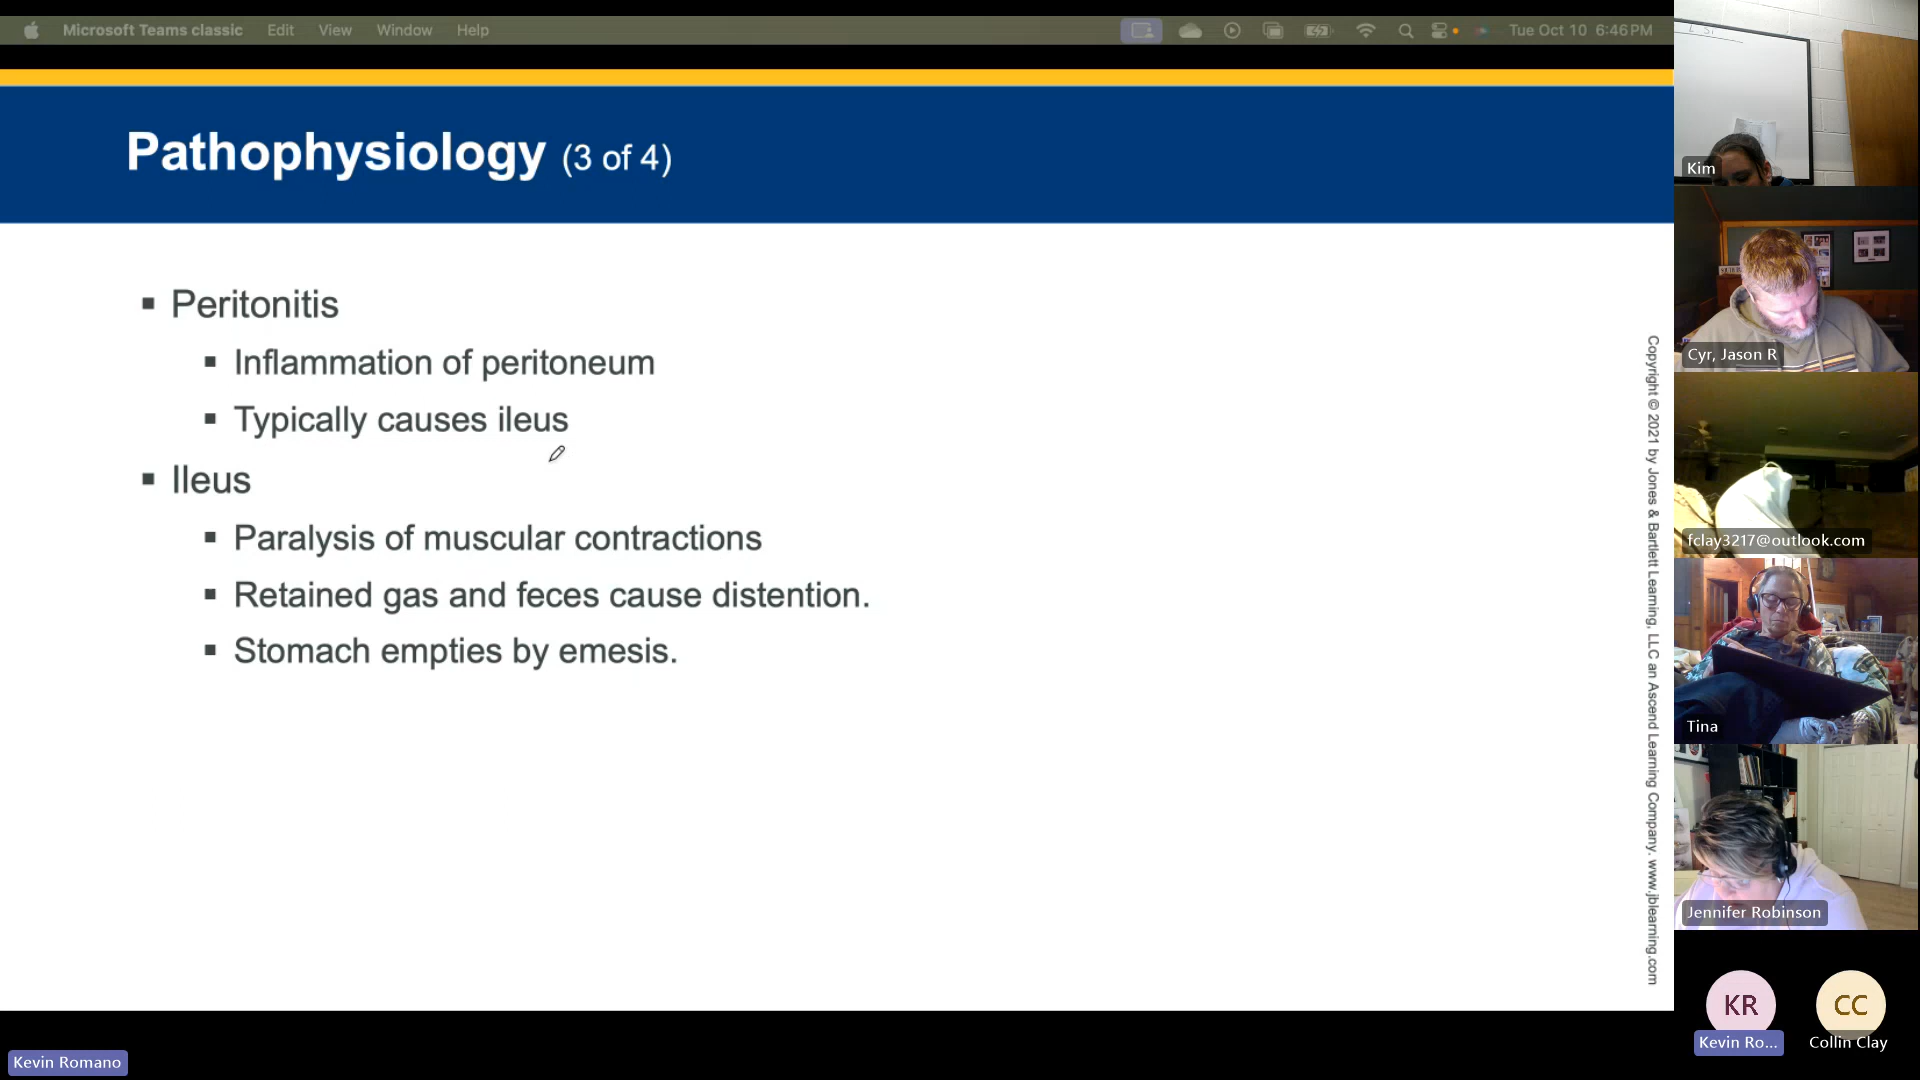 Microsoft Teams classic Edit View Window Help Tue Oct 10 6:46 PM
Pathophysiology (3 of 4)
▪ Peritonitis
▪ Inflammation of peritoneum
▪ Typically causes ileus
▪ Ileus
▪ Paralysis of muscular contractions
▪ Retained gas and feces cause distention.
▪ Stomach empties by emesis.
Copyright © 2021 by Jones & Bartlett Learning, LLC an Ascend Learning Company. www.jblearning.com
Kevin Romano
Kim
Cyr, Jason R
fclay3217@outlook.com
Tina
Jennifer Robinson
KR
Kevin Ro...
CC
Collin Clay